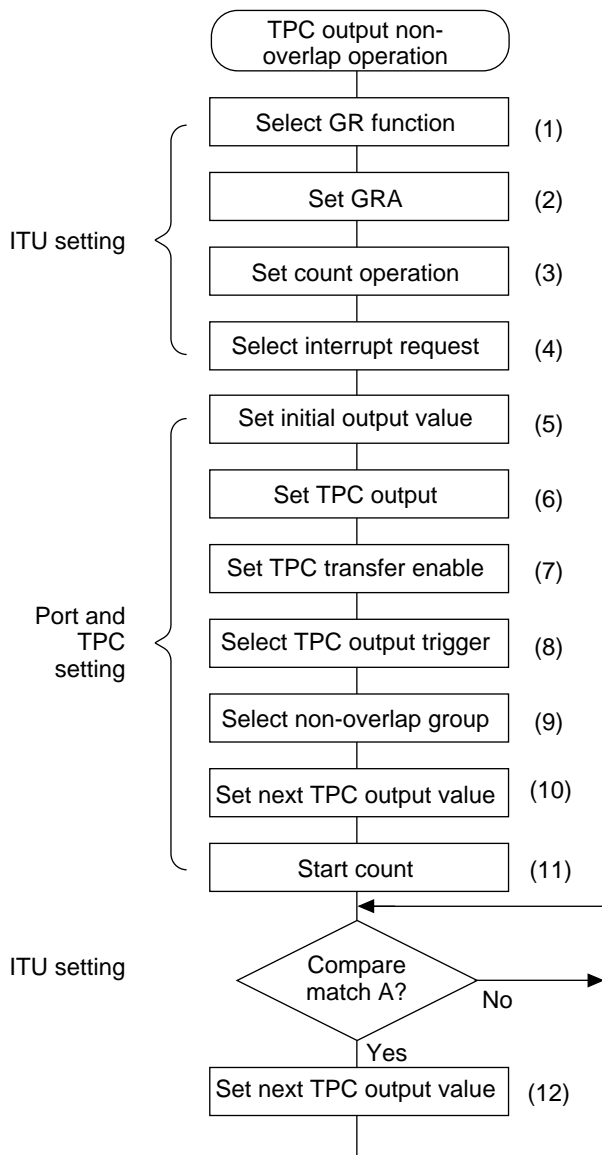 TPC output non-
overlap operation
Select GR function
(1)
Set GRA
(2)
ITU setting
Set count operation
(3)
Select interrupt request
(4)
Set initial output value
(5)
Set TPC output
(6)
Set TPC transfer enable
(7)
Port and
TPC
setting
Select TPC output trigger
(8)
Select non-overlap group
(9)
Set next TPC output value
(10)
Start count
(11)
ITU setting
Compare
match A?
No
Yes
Set next TPC output value
(12)